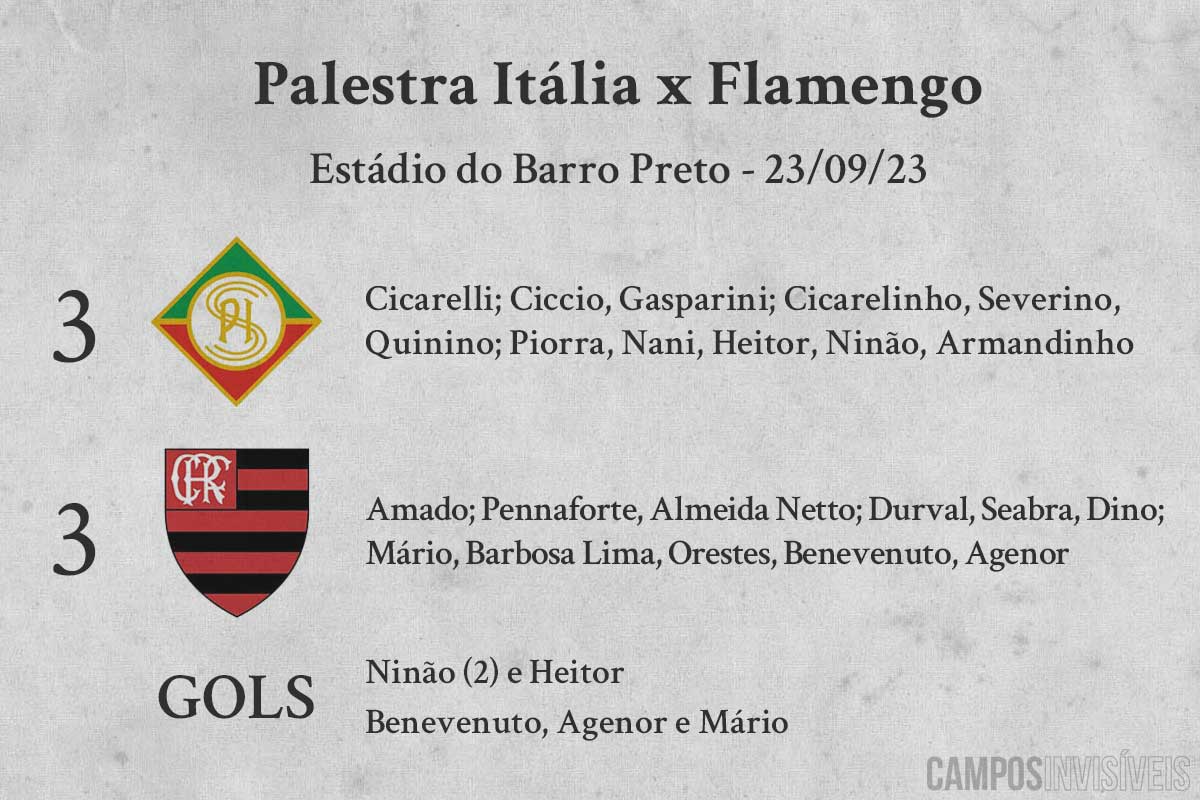 Palestra Itália x Flamengo
Estádio do Barro Preto - 23/09/23
3
Cicarelli; Ciccio, Gasparini; Cicarelinho, Severino,
Quinino; Piorra, Nani, Heitor, Ninão, Armandinho
3
CRF
Amado; Pennaforte, Almeida Netto; Durval, Seabra, Dino;
Mário, Barbosa Lima, Orestes, Benevenuto, Agenor
GOLS
Ninão (2) e Heitor
Benevenuto, Agenor e Mário
CAMPOSINVISÍVEIS